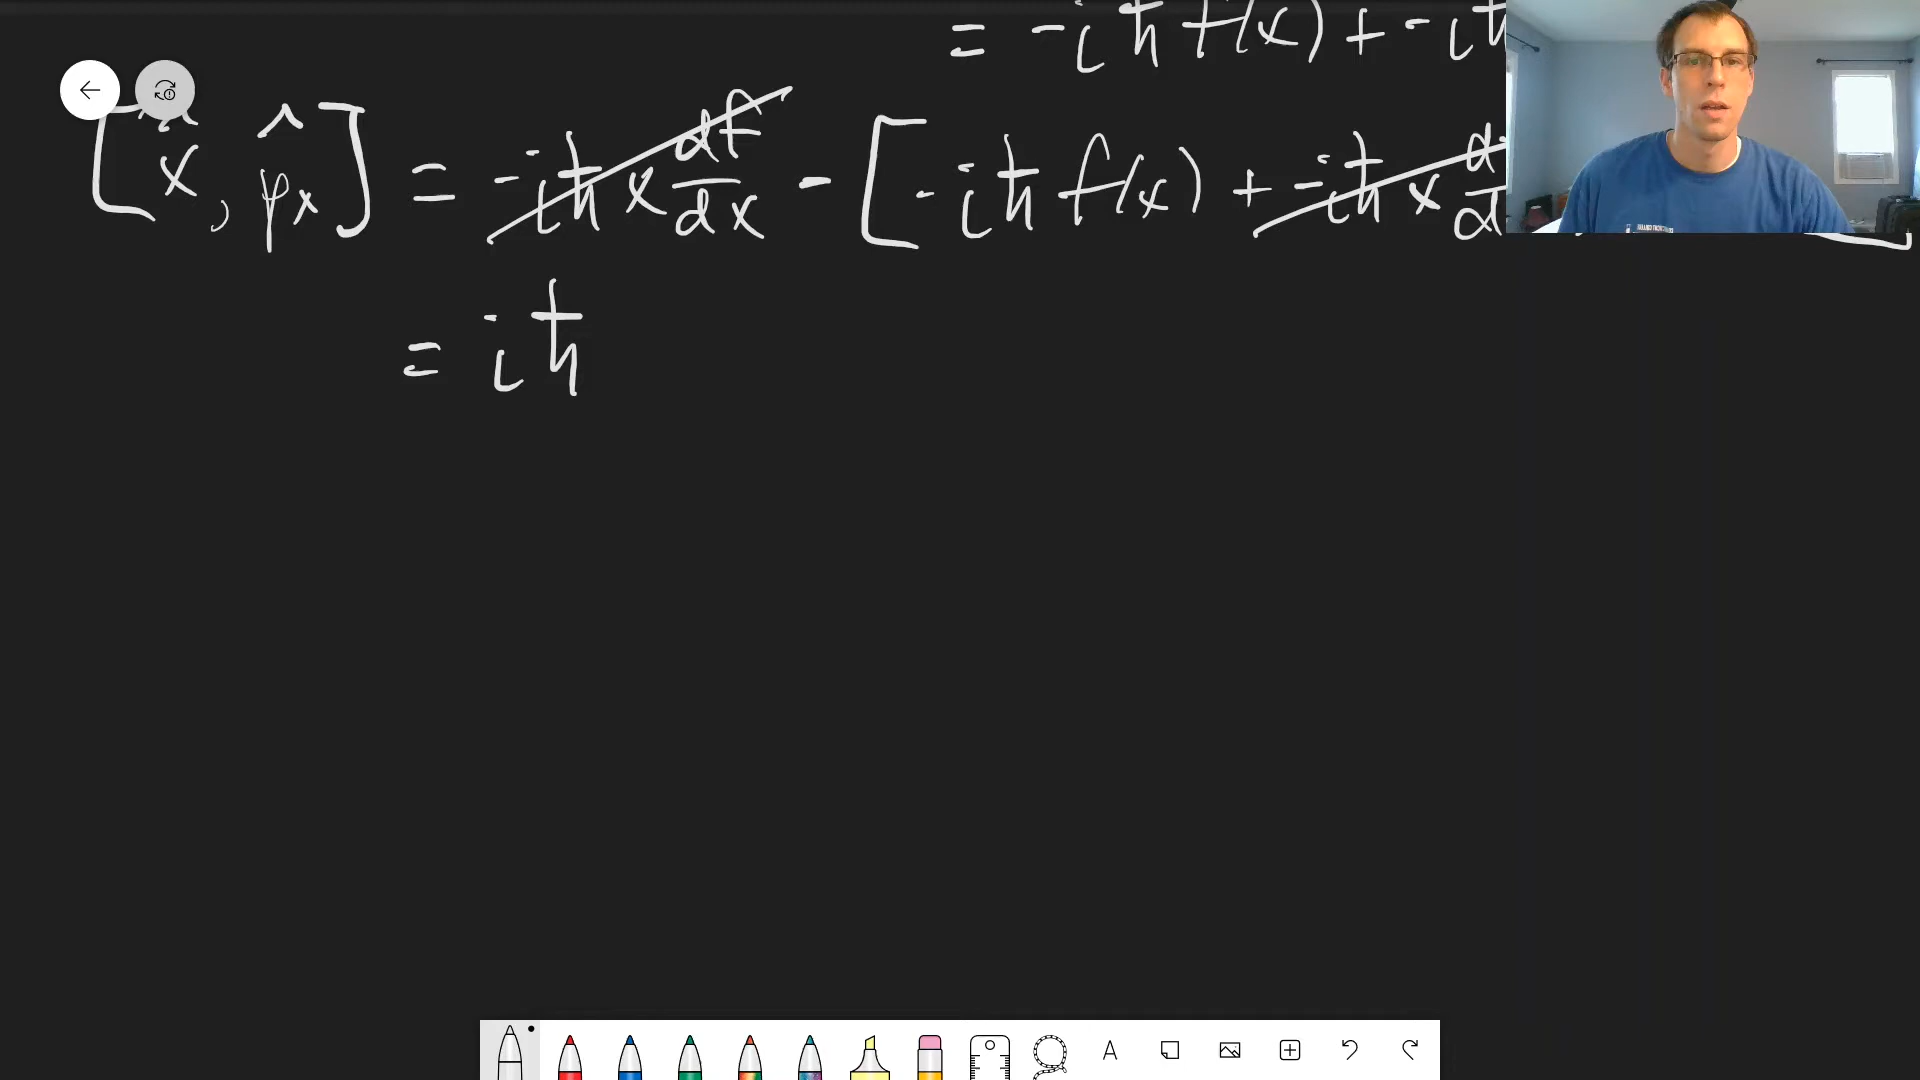 = -iħ f(x) + -iħ
[x̂, p̂ₓ] = -iħ x df/dx - [-iħ f(x) + -iħ x d
= iħ
A